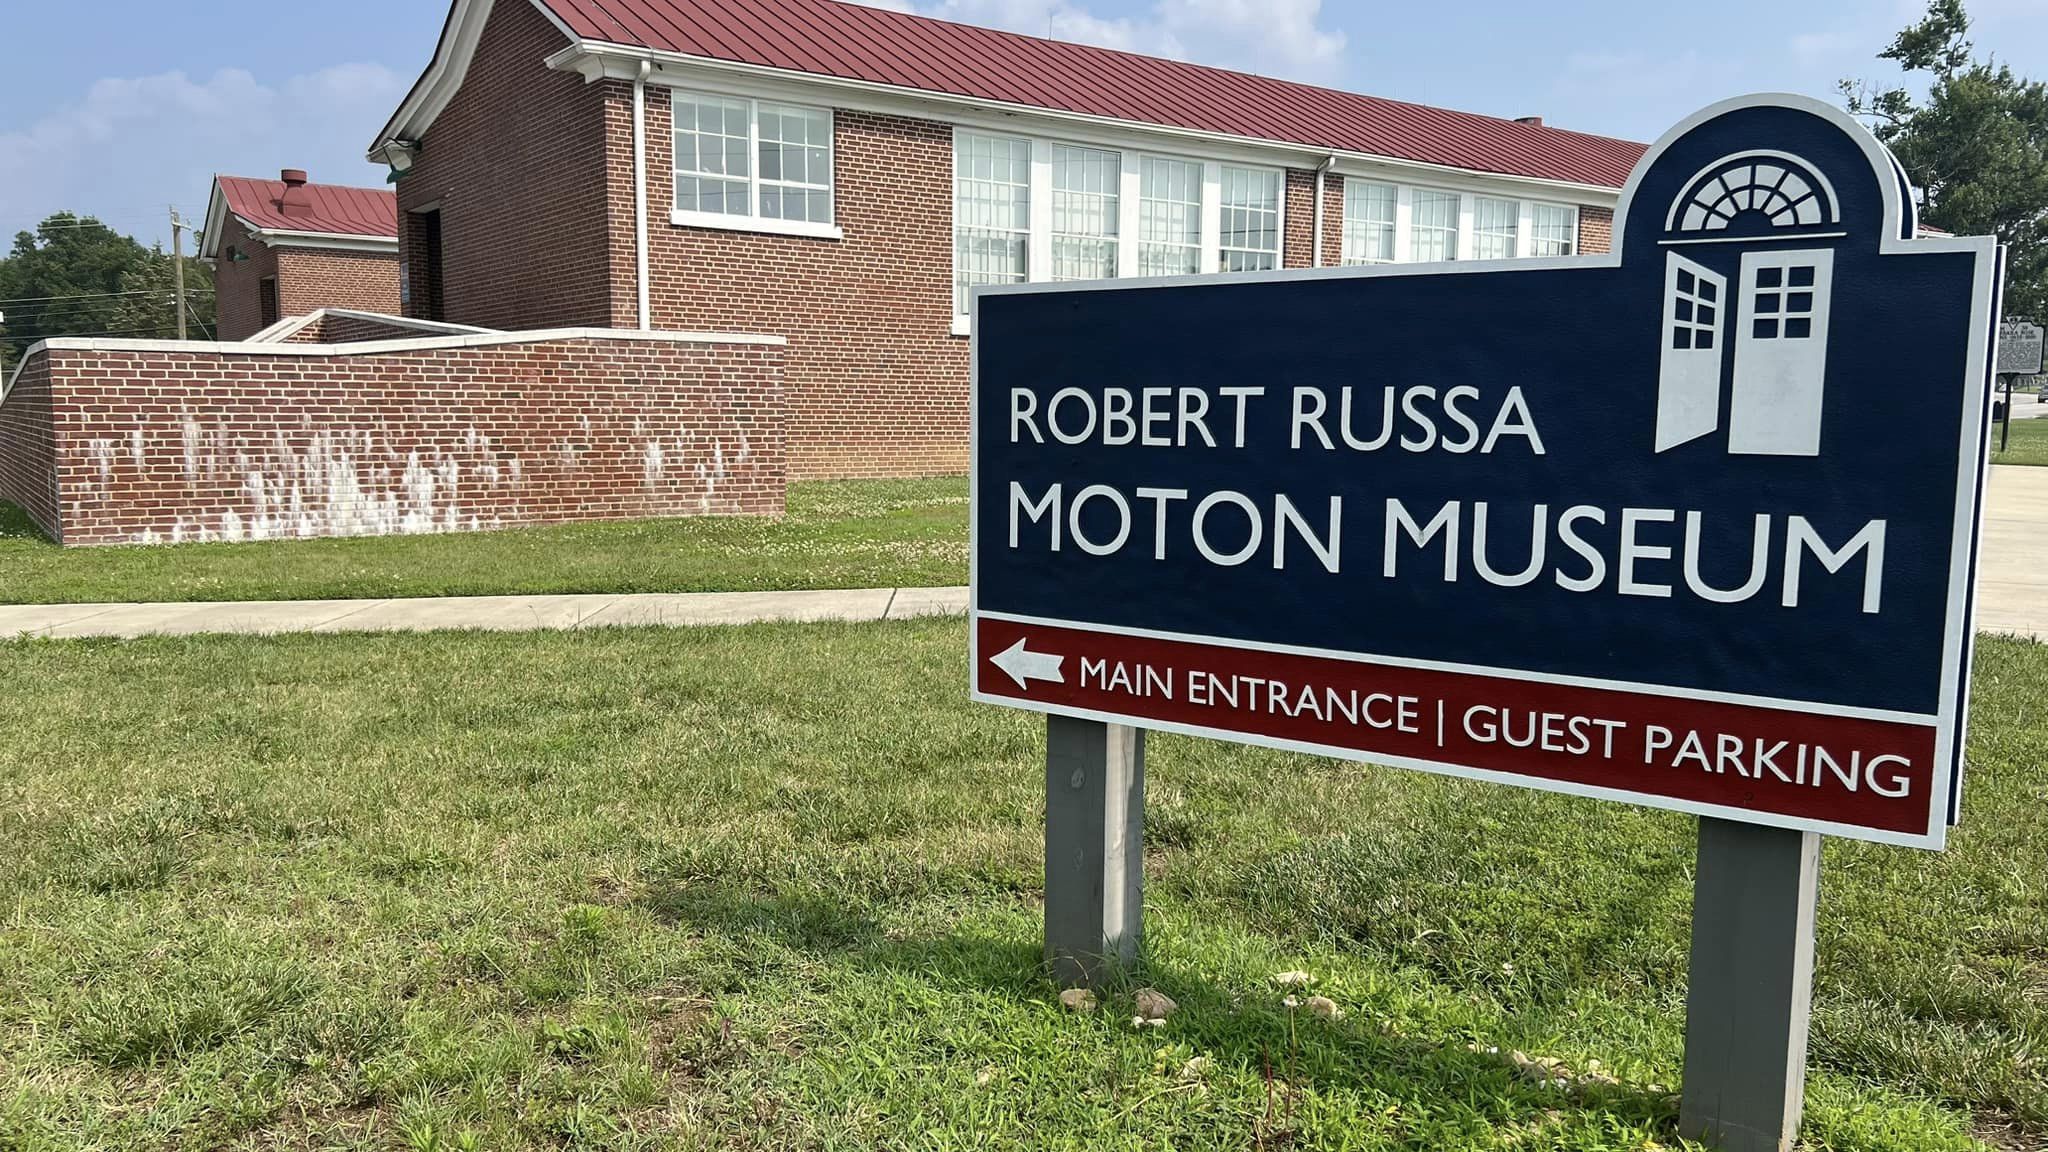 ROBERT RUSSA
MOTON MUSEUM
MAIN ENTRANCE | GUEST PARKING